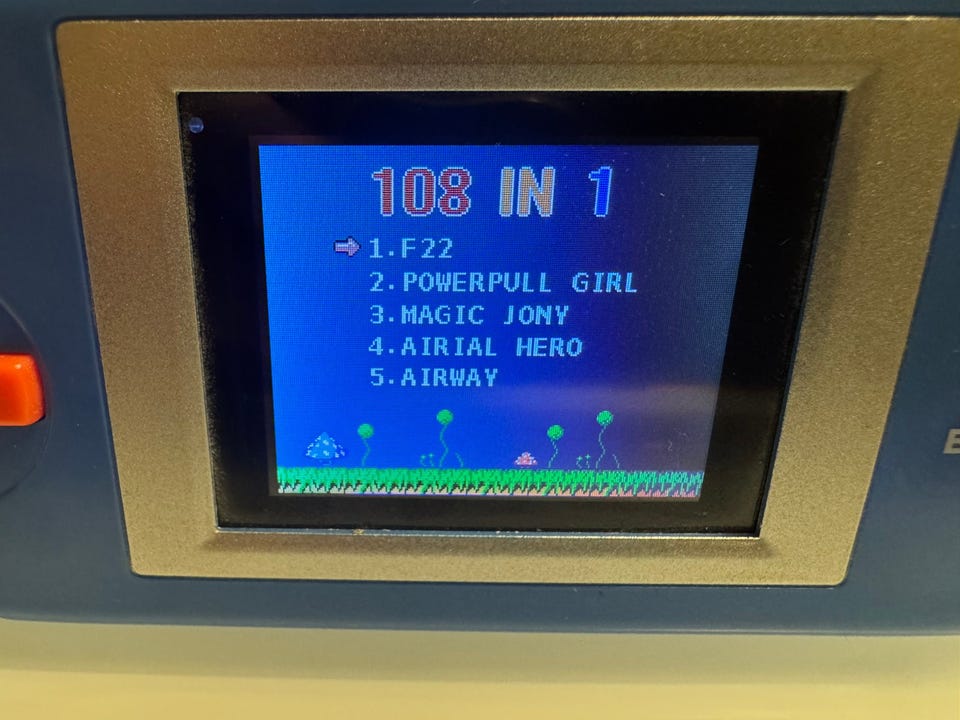 108 IN 1
1.F22
2.POWERPULL GIRL
3.MAGIC JONY
4.AIRIAL HERO
5.AIRWAY